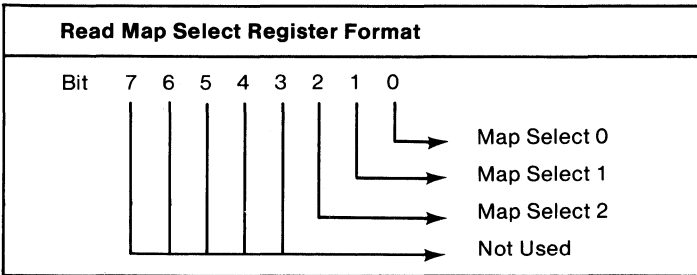 Read Map Select Register Format
Bit 7 6 5 4 3 2 1 0
Map Select 0
Map Select 1
Map Select 2
Not Used